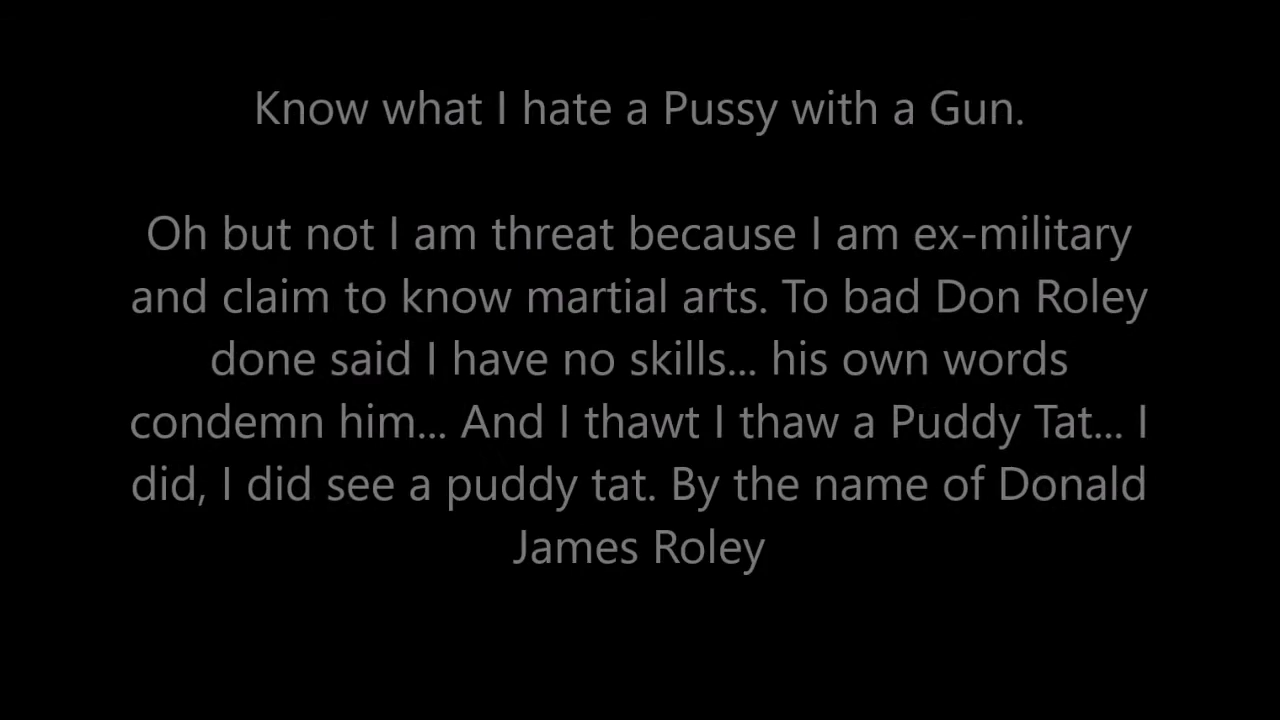 Know what I hate a Pussy with a Gun.
Oh but not I am threat because I am ex-military
and claim to know martial arts. To bad Don Roley
done said I have no skills... his own words
condemn him... And I thawt I thaw a Puddy Tat... I
did, I did see a puddy tat. By the name of Donald
James Roley